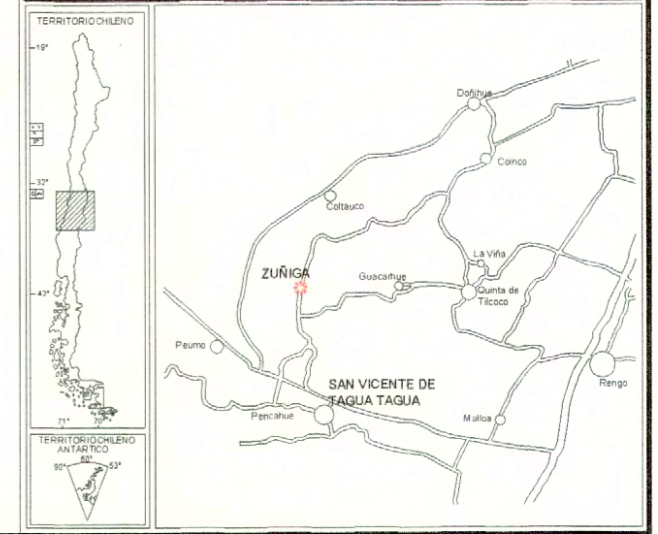 TERRITORIO CHILENO
19°
32°
43°
71° 70°
TERRITORIO CHILENO
ANTÁRTICO
90° 60° 53°
Doñihue
Coinco
Coltauco
La Viña
ZUÑIGA
Guacarhue
Quinta de
Tilcoco
Peumo
Rengo
SAN VICENTE DE
TAGUA TAGUA
Pencahue
Malloa